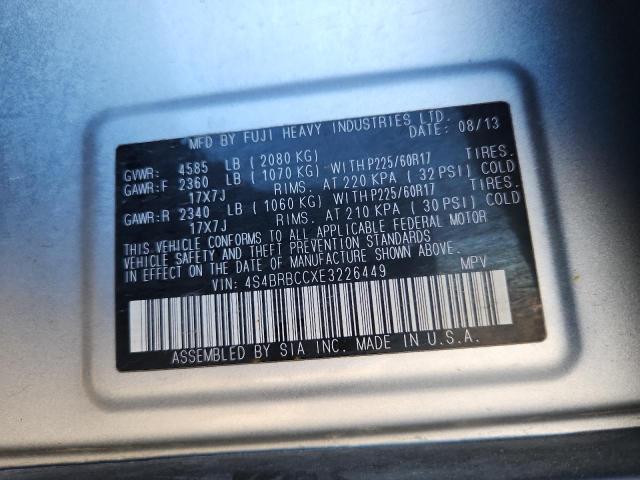 MFD BY FUJI HEAVY INDUSTRIES LTD.
DATE: 08/13
GVWR: 4585 LB (2080 KG)
GAWR:F 2360 LB (1070 KG) WITH P225/60R17 TIRES.
17X7J RIMS. AT 220 KPA (32 PSI) COLD
GAWR:R 2340 LB (1060 KG) WITH P225/60R17 TIRES.
17X7J RIMS. AT 210 KPA (30 PSI) COLD
THIS VEHICLE CONFORMS TO ALL APPLICABLE FEDERAL MOTOR
VEHICLE SAFETY AND THEFT PREVENTION STANDARDS
IN EFFECT ON THE DATE OF MANUFACTURE SHOWN ABOVE.
VIN: 4S4BRBCCXE3226449 MPV
ASSEMBLED BY SIA INC. MADE IN U.S.A.